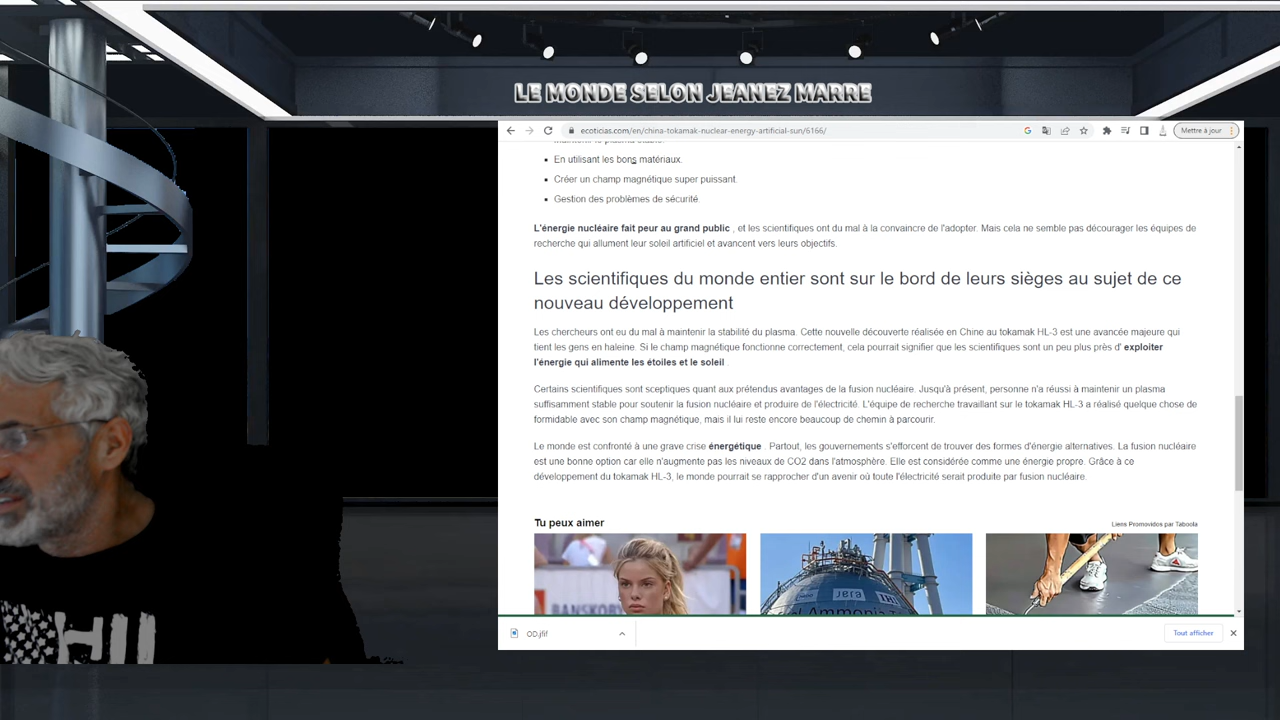 LE MONDE SELON JEANEZ MARRE
ecoticias.com/en/china-tokamak-nuclear-energy-artificial-sun/6166/
Mettre à jour
maintenir le plasma stable.
En utilisant les bons matériaux.
Créer un champ magnétique super puissant.
Gestion des problèmes de sécurité.
L'énergie nucléaire fait peur au grand public , et les scientifiques ont du mal à la convaincre de l'adopter. Mais cela ne semble pas décourager les équipes de
recherche qui allument leur soleil artificiel et avancent vers leurs objectifs.
Les scientifiques du monde entier sont sur le bord de leurs sièges au sujet de ce
nouveau développement
Les chercheurs ont eu du mal à maintenir la stabilité du plasma. Cette nouvelle découverte réalisée en Chine au tokamak HL-3 est une avancée majeure qui
tient les gens en haleine. Si le champ magnétique fonctionne correctement, cela pourrait signifier que les scientifiques sont un peu plus près d' exploiter
l'énergie qui alimente les étoiles et le soleil .
Certains scientifiques sont sceptiques quant aux prétendus avantages de la fusion nucléaire. Jusqu'à présent, personne n'a réussi à maintenir un plasma
suffisamment stable pour soutenir la fusion nucléaire et produire de l'électricité. L'équipe de recherche travaillant sur le tokamak HL-3 a réalisé quelque chose de
formidable avec son champ magnétique, mais il lui reste encore beaucoup de chemin à parcourir.
Le monde est confronté à une grave crise énergétique . Partout, les gouvernements s'efforcent de trouver des formes d'énergie alternatives. La fusion nucléaire
est une bonne option car elle n'augmente pas les niveaux de CO2 dans l'atmosphère. Elle est considérée comme une énergie propre. Grâce à ce
développement du tokamak HL-3, le monde pourrait se rapprocher d'un avenir où toute l'électricité serait produite par fusion nucléaire.
Tu peux aimer
Liens Promovidos par Taboola
BANSKOBY
Jera
IHI
Ammonia
OD.jfif
Tout afficher